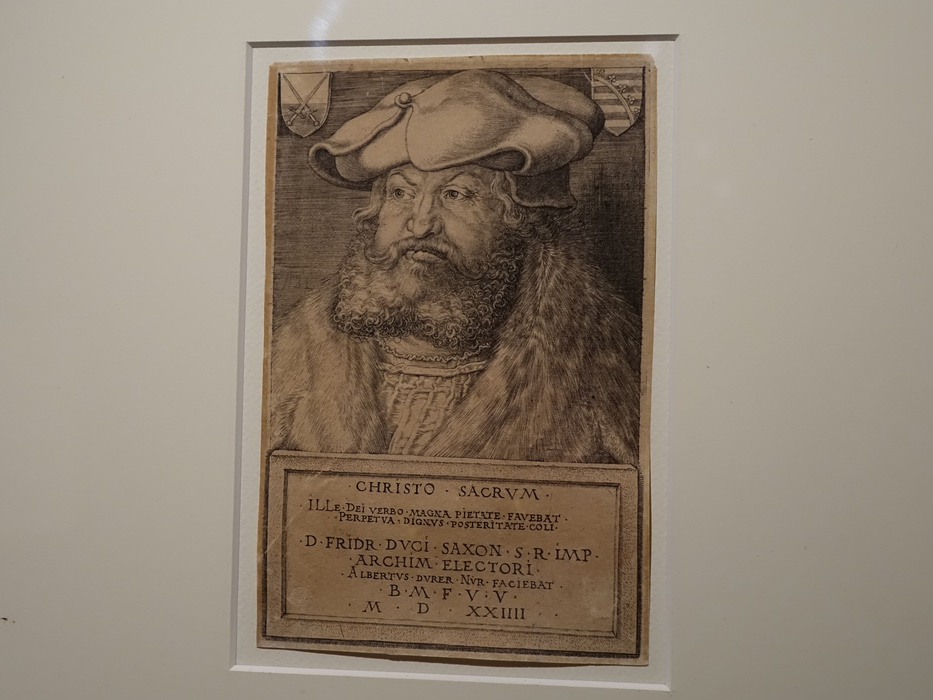 ·CHRISTO · SACRVM·
·ILLE·DEI VERBO·MAGNA PIETATE·FAVEBAT·
·PERPETVA·DIGNVS·POSTERITATE·COLI·
·D·FRIDR·DVCI·SAXON·S·R·IMP·
·ARCHIM·ELECTORI·
·ALBERTVS·DVRER·NVR·FACIEBAT·
·B·M·F·V·V·
·M · D · XXIIII